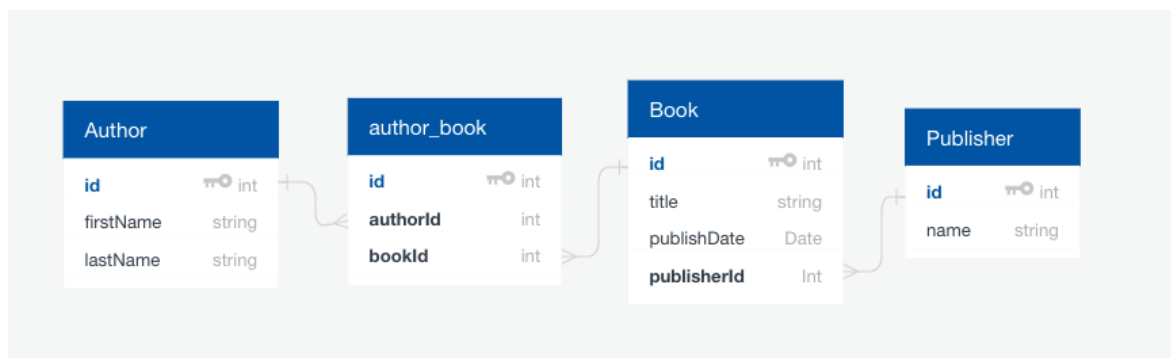 Author
id int
firstName string
lastName string
author_book
id int
authorId int
bookId int
Book
id int
title string
publishDate Date
publisherId Int
Publisher
id int
name string